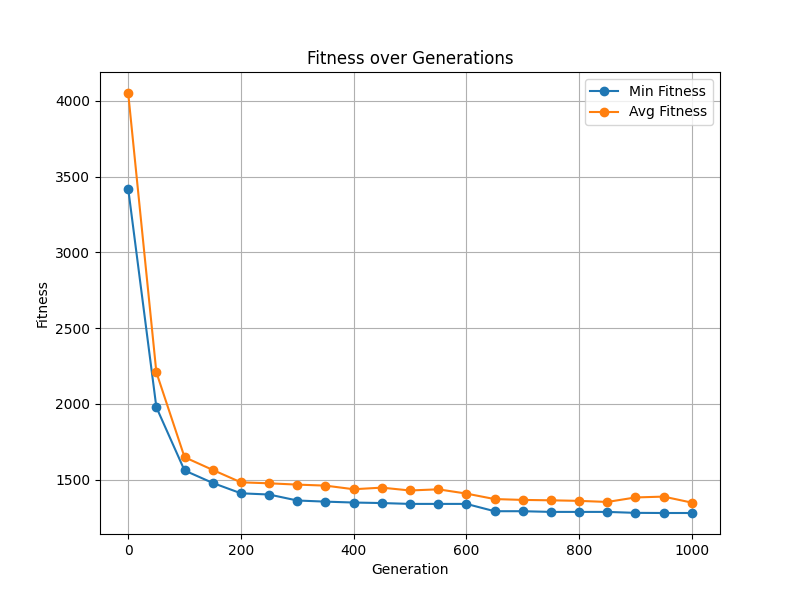 Fitness over Generations
Min Fitness
Avg Fitness
4000
3500
3000
2500
2000
1500
Fitness
0 200 400 600 800 1000
Generation